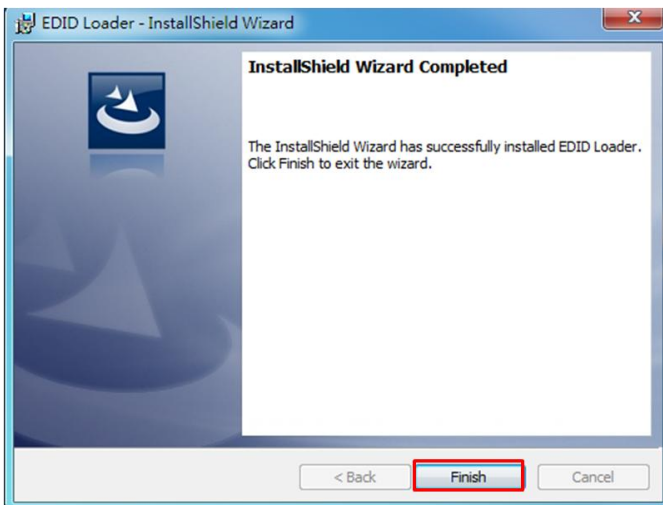 EDID Loader - InstallShield Wizard
InstallShield Wizard Completed
The InstallShield Wizard has successfully installed EDID Loader.
Click Finish to exit the wizard.
< Back
Finish
Cancel